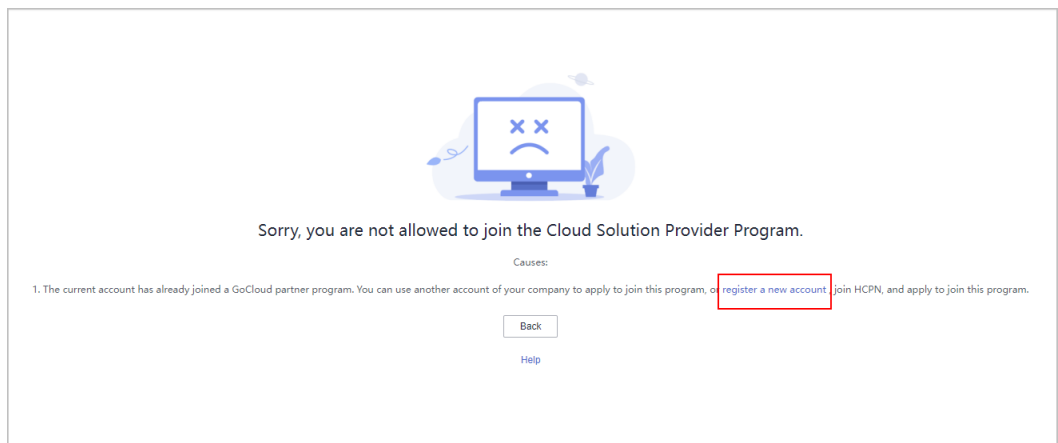 Sorry, you are not allowed to join the Cloud Solution Provider Program.
Causes:
1. The current account has already joined a GoCloud partner program. You can use another account of your company to apply to join this program, or register a new account , join HCPN, and apply to join this program.
Back
Help